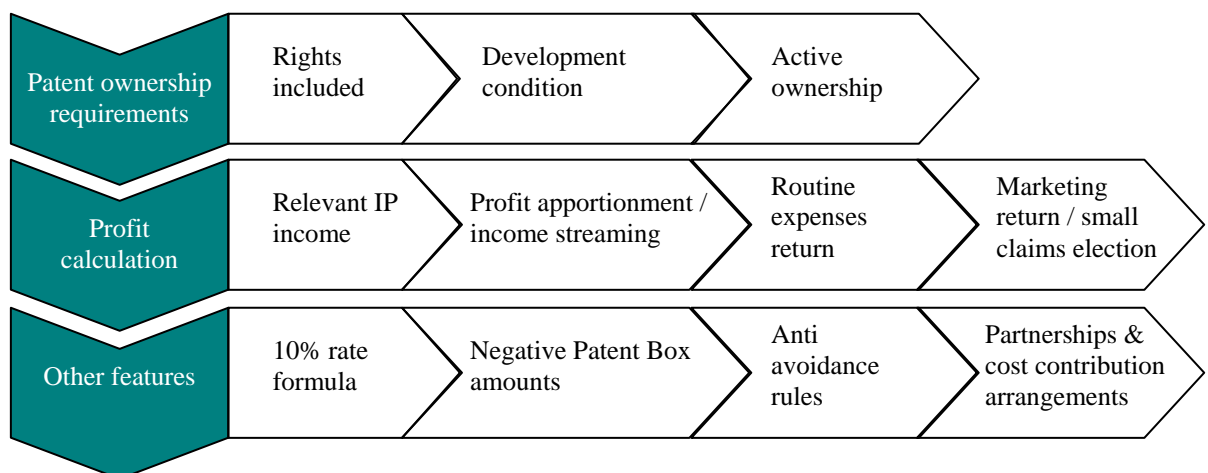 Patent ownership
requirements
Rights
included
Development
condition
Active
ownership
Profit
calculation
Relevant IP
income
Profit apportionment /
income streaming
Routine
expenses
return
Marketing
return / small
claims election
Other features
10% rate
formula
Negative Patent Box
amounts
Anti
avoidance
rules
Partnerships &
cost contribution
arrangements